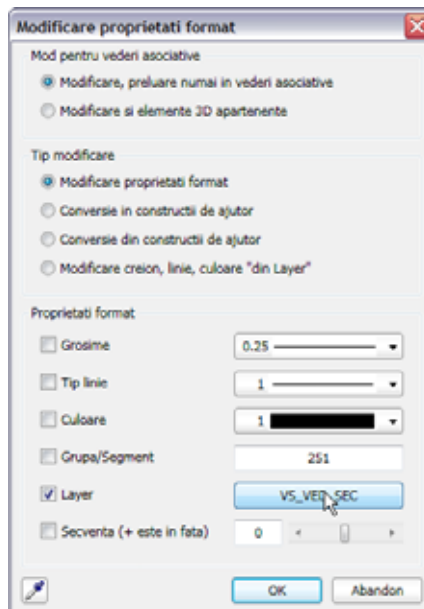 Modificare proprietati format
Mod pentru vederi asociative
Modificare, preluare numai in vederi asociative
Modificare si elemente 3D apartenente
Tip modificare
Modificare proprietati format
Conversie in constructii de ajutor
Conversie din constructii de ajutor
Modificare creion, linie, culoare "din Layer"
Proprietati format
Grosime 0.25
Tip linie 1
Culoare 1
Grupa/Segment 251
Layer
Secventa (+ este in fata) 0
OK Abandon